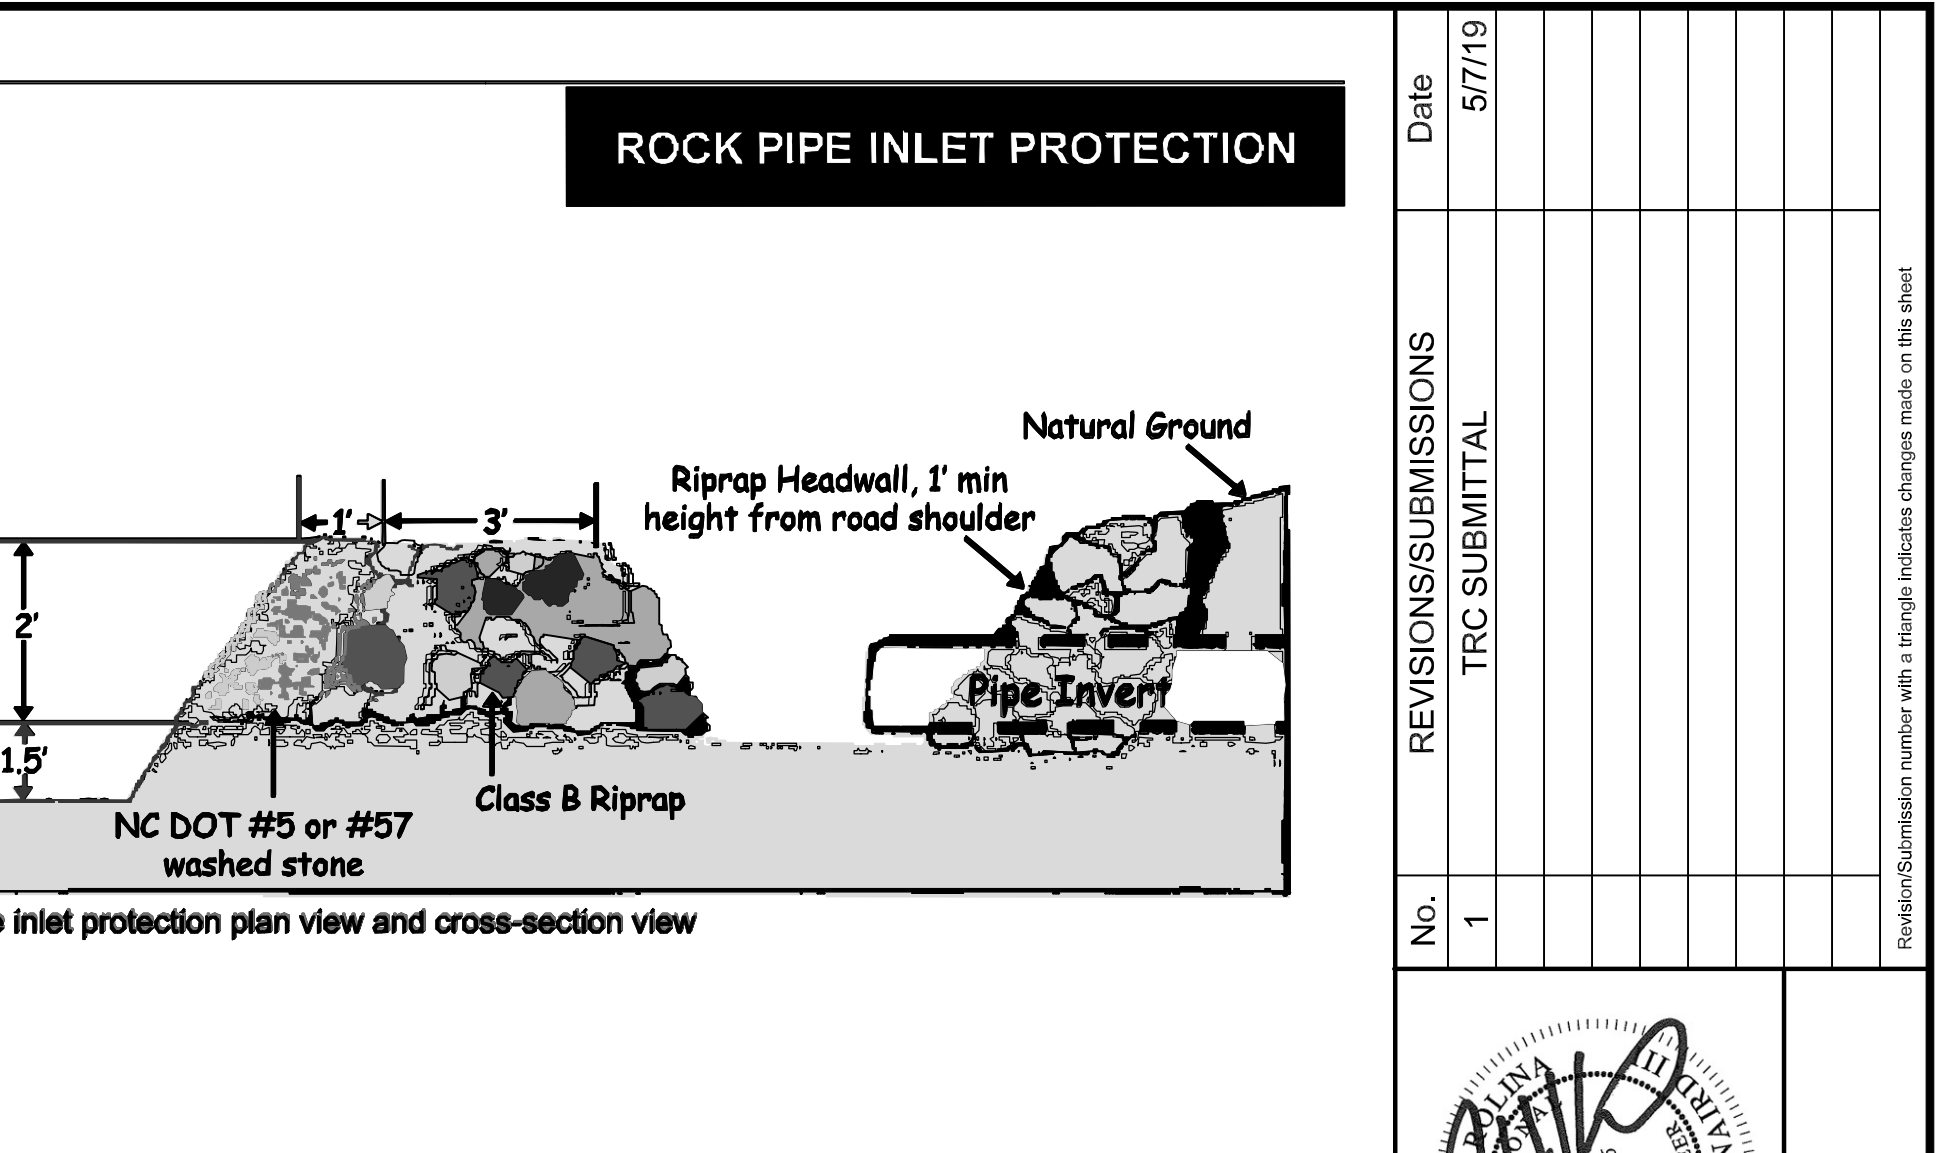 ROCK PIPE INLET PROTECTION
Natural Ground
Riprap Headwall, 1' min
height from road shoulder
1'
3'
2'
1.5'
Pipe Invert
Class B Riprap
NC DOT #5 or #57
washed stone
inlet protection plan view and cross-section view
No.
REVISIONS/SUBMISSIONS
Date
1
TRC SUBMITTAL
5/7/19
Revision/Submission number with a triangle indicates changes made on this sheet
III